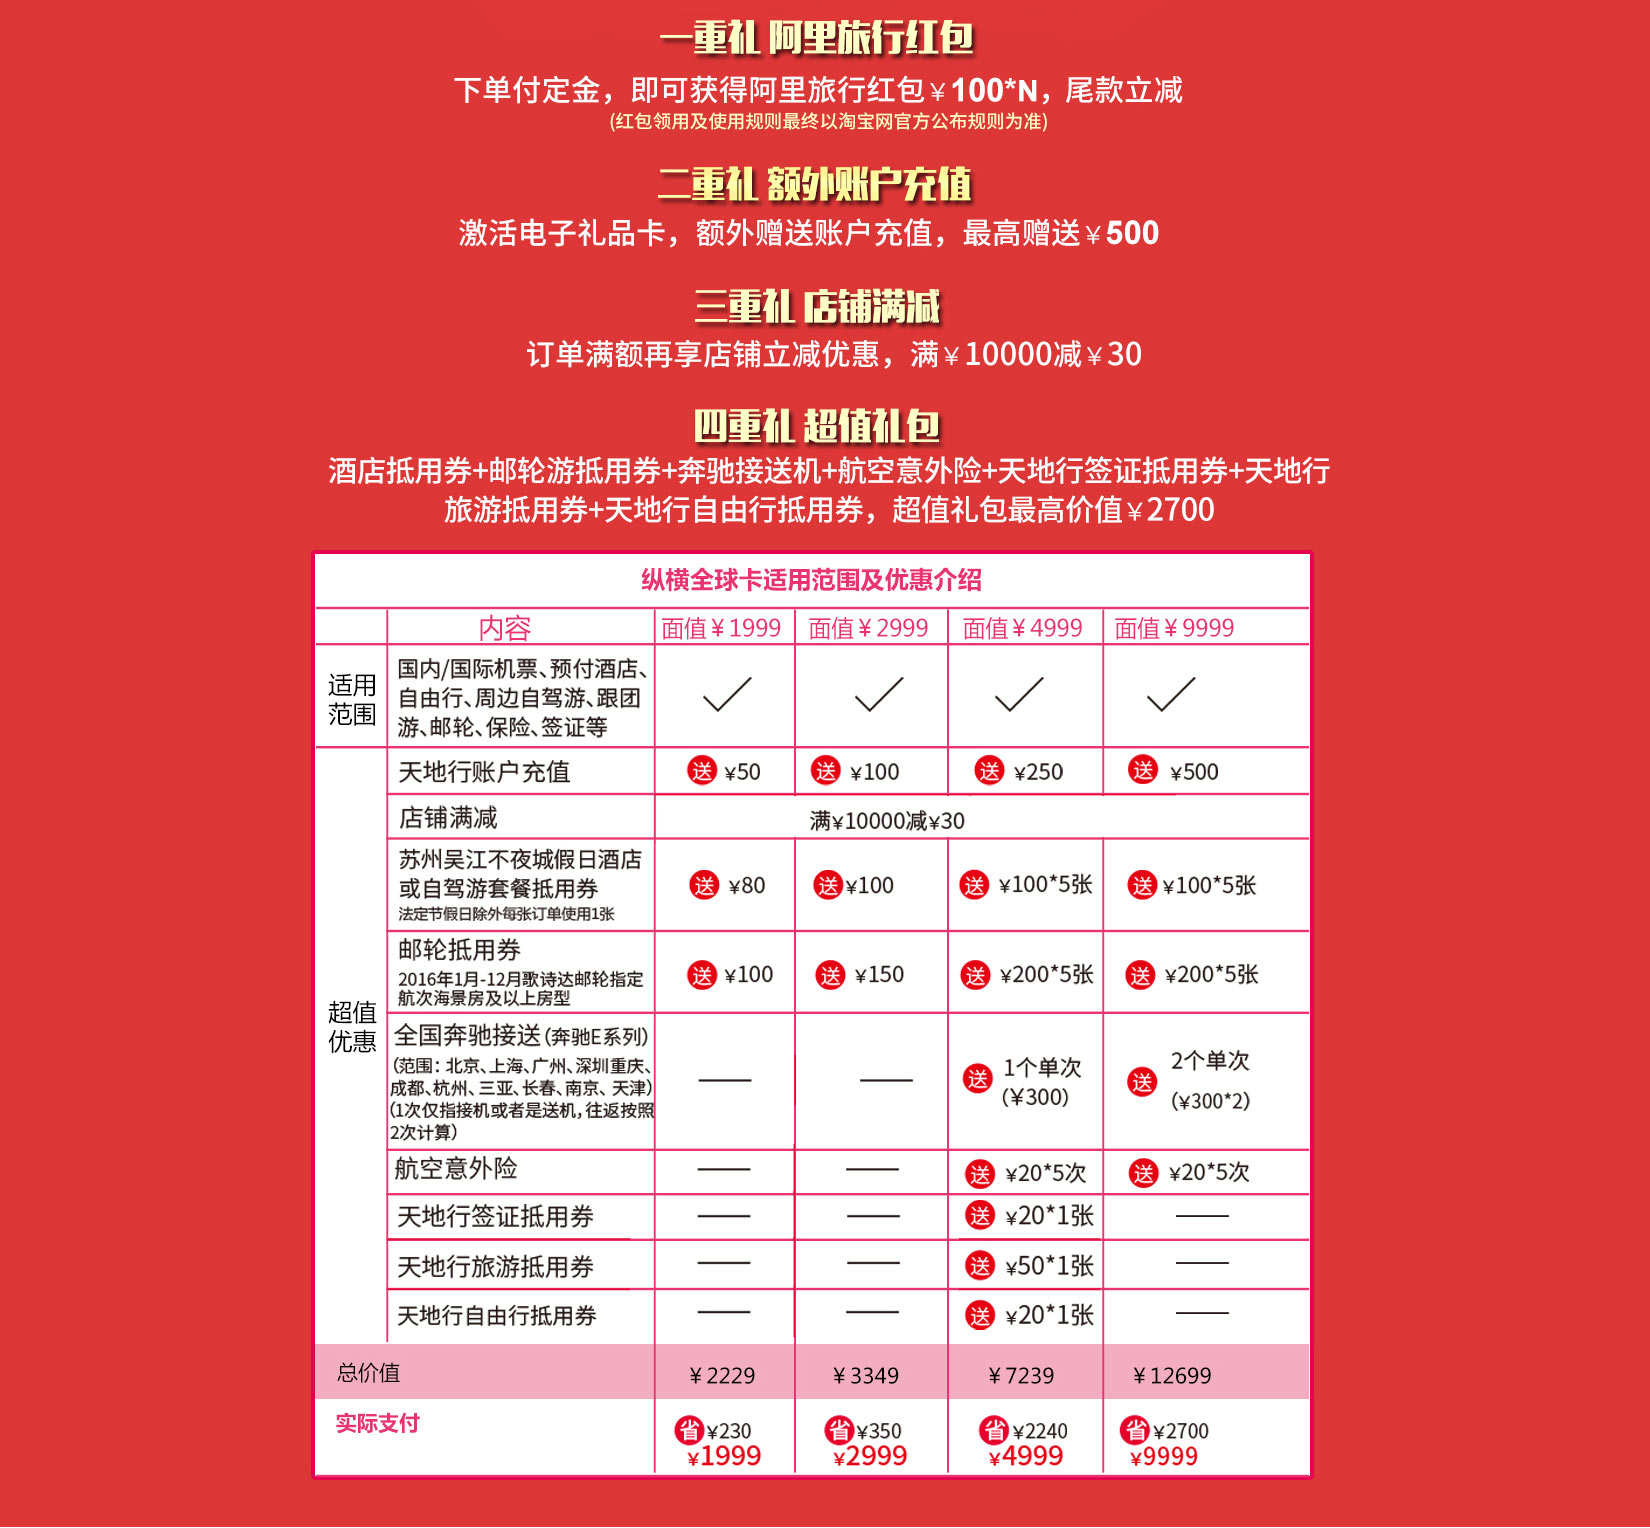 一重礼 阿里旅行红包
下单付定金，即可获得阿里旅行红包￥100*N，尾款立减
(红包领用及使用规则最终以淘宝网官方公布规则为准)
二重礼 额外账户充值
激活电子礼品卡，额外赠送账户充值，最高赠送￥500
三重礼 店铺满减
订单满额再享店铺立减优惠，满￥10000减￥30
四重礼 超值礼包
酒店抵用券+邮轮游抵用券+奔驰接送机+航空意外险+天地行签证抵用券+天地行
旅游抵用券+天地行自由行抵用券，超值礼包最高价值￥2700
纵横全球卡适用范围及优惠介绍
内容 面值￥1999 面值￥2999 面值￥4999 面值￥9999
适用
范围
国内/国际机票、预付酒店、
自由行、周边自驾游、跟团
游、邮轮、保险、签证等
超值
优惠
天地行账户充值 送 ¥50 送 ¥100 送 ¥250 送 ¥500
店铺满减 满¥10000减¥30
苏州吴江不夜城假日酒店
或自驾游套餐抵用券
法定节假日除外每张订单使用1张
送 ¥80 送 ¥100 送 ¥100*5张 送 ¥100*5张
邮轮抵用券
2016年1月-12月歌诗达邮轮指定
航次海景房及以上房型
送 ¥100 送 ¥150 送 ¥200*5张 送 ¥200*5张
全国奔驰接送（奔驰E系列）
（范围：北京、上海、广州、深圳重庆、
成都、杭州、三亚、长春、南京、天津）
（1次仅指接机或者是送机，往返按照
2次计算）
—— —— 送 1个单次
（¥300）
送 2个单次
（¥300*2）
航空意外险 —— —— 送 ¥20*5次 送 ¥20*5次
天地行签证抵用券 —— —— 送 ¥20*1张 ——
天地行旅游抵用券 —— —— 送 ¥50*1张 ——
天地行自由行抵用券 —— —— 送 ¥20*1张 ——
总价值 ￥2229 ￥3349 ￥7239 ￥12699
实际支付
省 ¥230 省 ¥350 省 ¥2240 省 ¥2700
¥1999 ¥2999 ¥4999 ¥9999